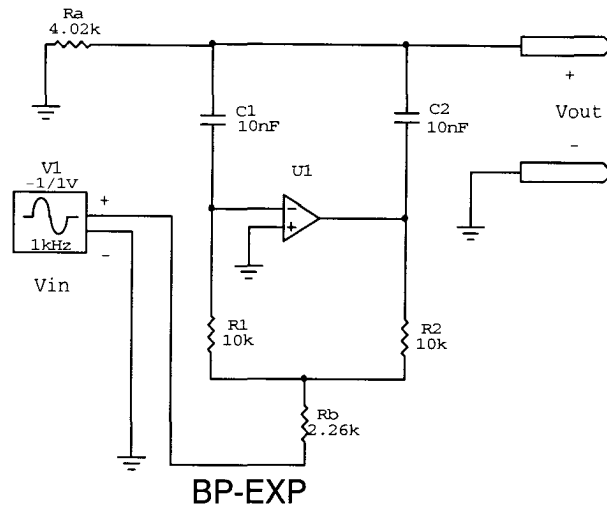 Ra
4.02k
C1
10nF
C2
10nF
+
Vout
-
V1
-1/1V
+
1kHz
-
Vin
U1
-
+
R1
10k
R2
10k
Rb
2.26k
BP-EXP